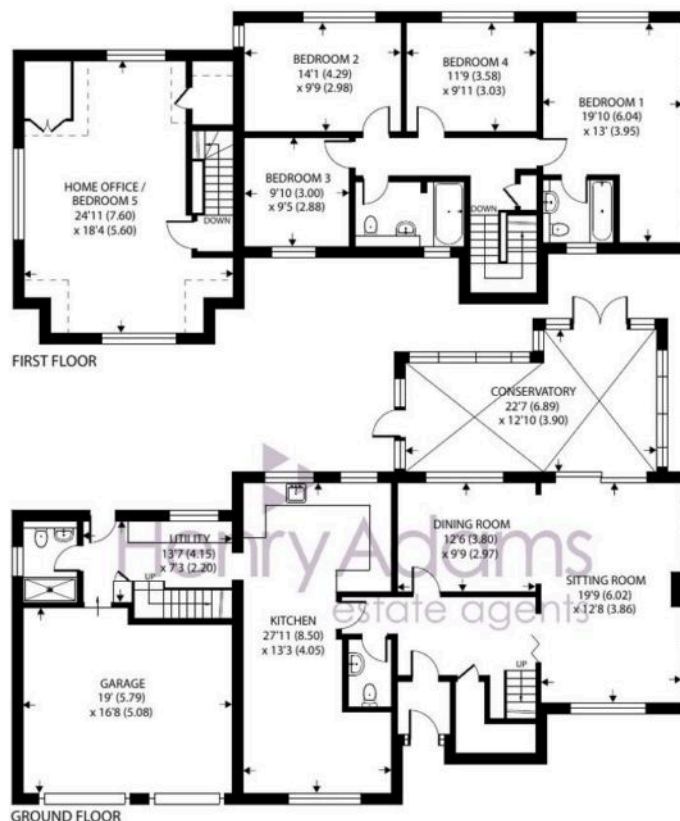 BEDROOM 2
14'1 (4.29)
x 9'9 (2.98)
BEDROOM 4
11'9 (3.58)
x 9'11 (3.03)
BEDROOM 1
19'10 (6.04)
x 13' (3.95)
HOME OFFICE /
BEDROOM 5
24'11 (7.60)
x 18'4 (5.60)
DOWN
BEDROOM 3
9'10 (3.00)
x 9'5 (2.88)
DOWN
FIRST FLOOR
CONSERVATORY
22'7 (6.89)
x 12'10 (3.90)
Henry Adams
estate agents
UTILITY
13'7 (4.15)
x 7'3 (2.20)
UP
DINING ROOM
12'6 (3.80)
x 9'9 (2.97)
SITTING ROOM
19'9 (6.02)
x 12'8 (3.86)
KITCHEN
27'11 (8.50)
x 13'3 (4.05)
UP
GARAGE
19' (5.79)
x 16'8 (5.08)
GROUND FLOOR